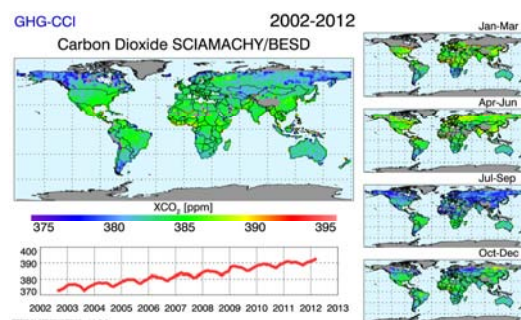 GHG-CCI
2002-2012
Carbon Dioxide SCIAMACHY/BESD
XCO₂ [ppm]
375 380 385 390 395
400
390
380
370
2002 2003 2004 2005 2006 2007 2008 2009 2010 2011 2012 2013
Jan-Mar
Apr-Jun
Jul-Sep
Oct-Dec